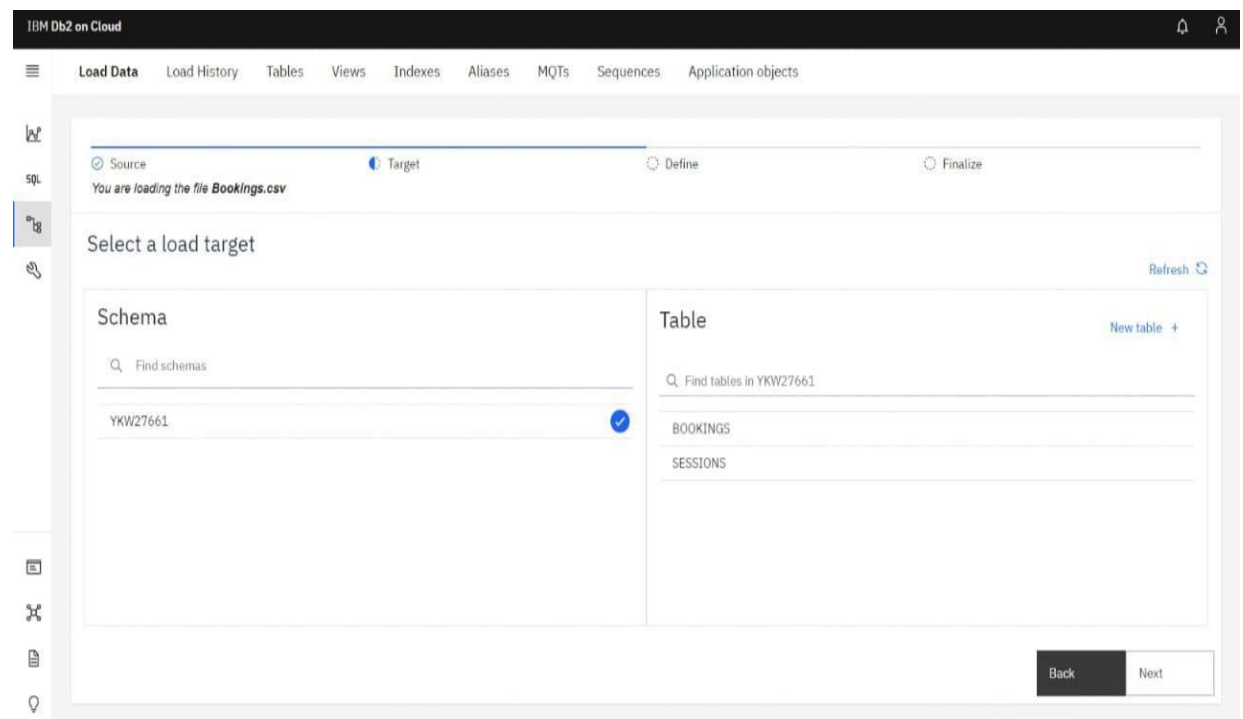 IBM Db2 on Cloud
Load Data Load History Tables Views Indexes Aliases MQTs Sequences Application objects
Source Target Define Finalize
You are loading the file Bookings.csv
SQL
Select a load target
Refresh
Schema
Find schemas
YKW27661
Table
New table +
Find tables in YKW27661
BOOKINGS
SESSIONS
Back Next